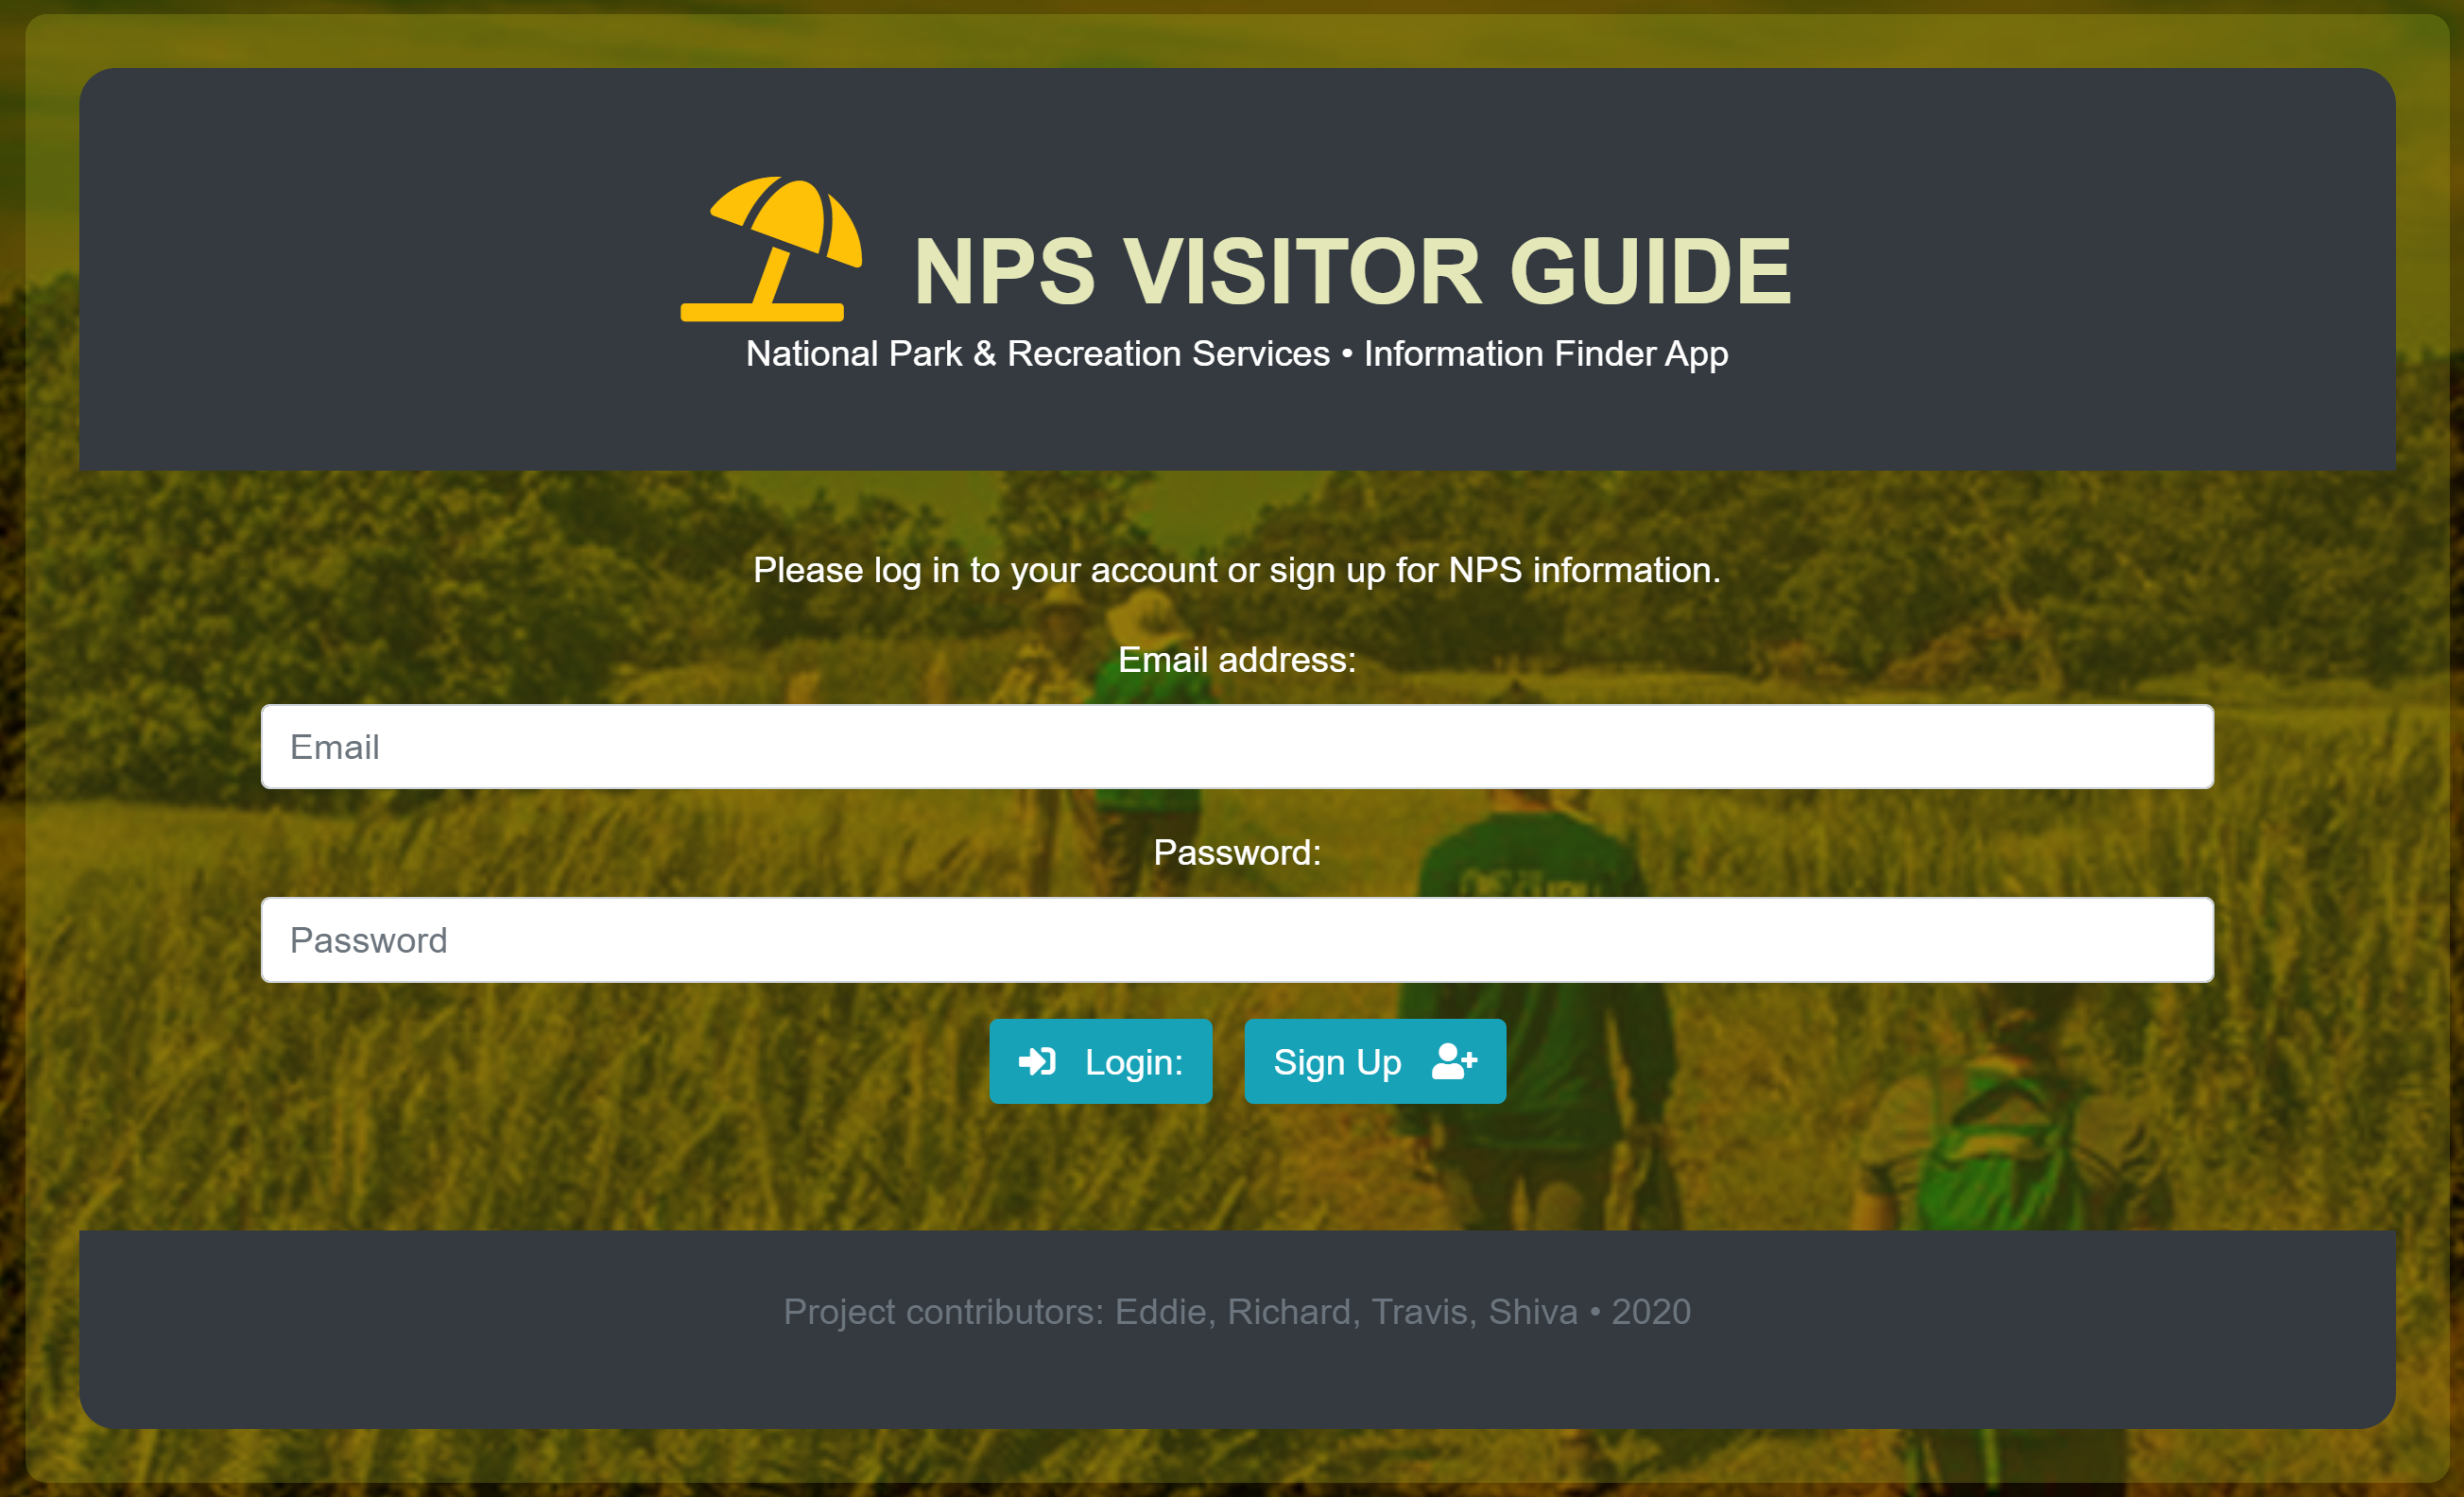 NPS VISITOR GUIDE
National Park & Recreation Services • Information Finder App
Please log in to your account or sign up for NPS information.
Email address:
Email
Password:
Password
Login:
Sign Up
Project contributors: Eddie, Richard, Travis, Shiva • 2020